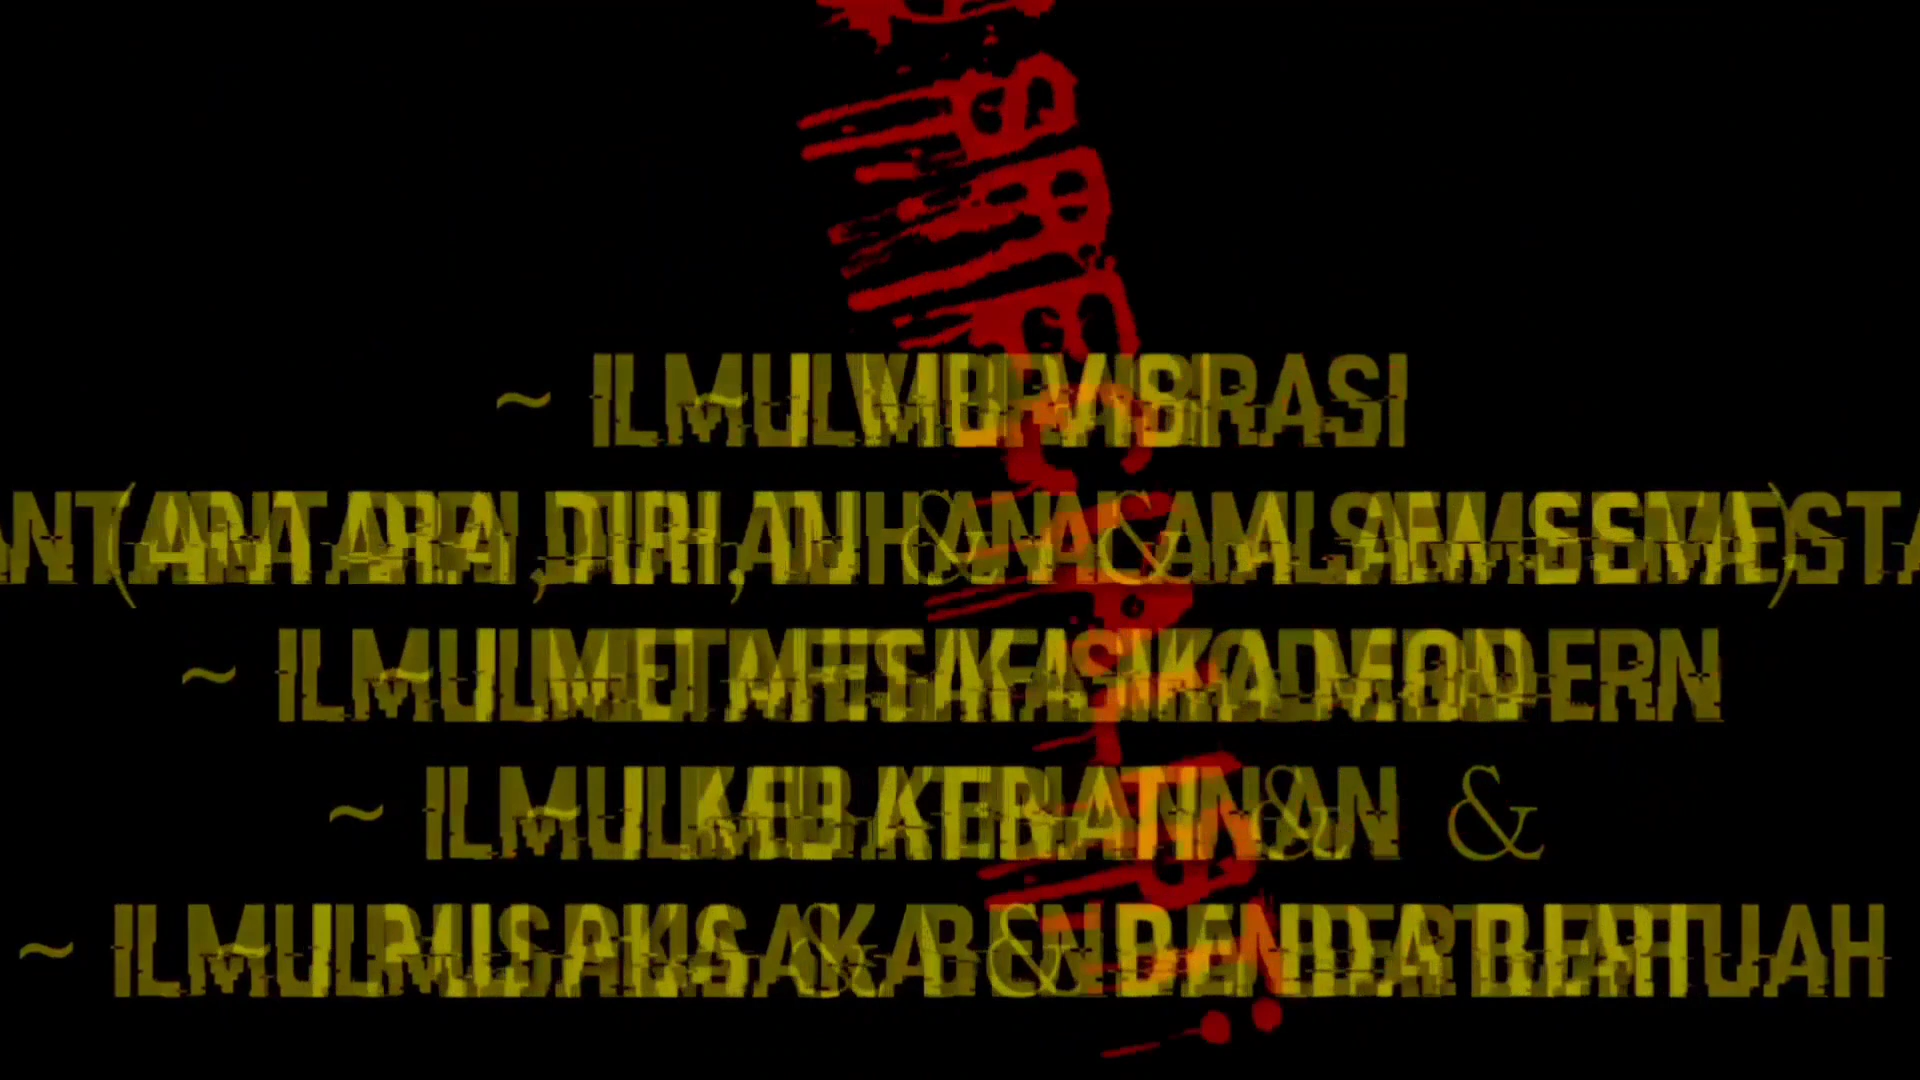 ~ ILMU VIBRASI
(ANTARA DIRI, TUHAN & ALAM SEMESTA)
~ ILMU METAFISIKA MODERN
~ ILMU KEBATINAN &
~ ILMU PUSAKA & BENDA BERTUAH